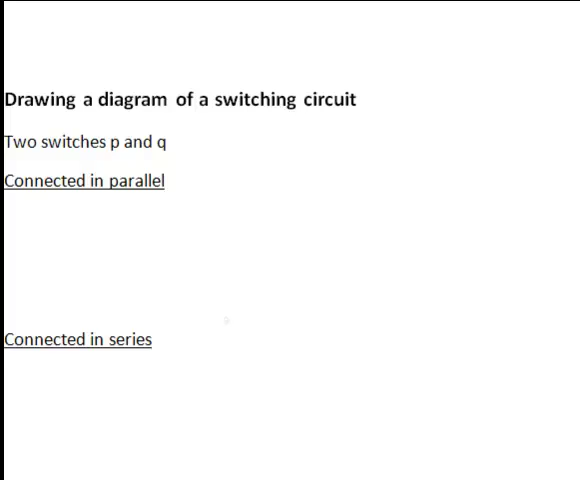 Drawing a diagram of a switching circuit
Two switches p and q
Connected in parallel
Connected in series